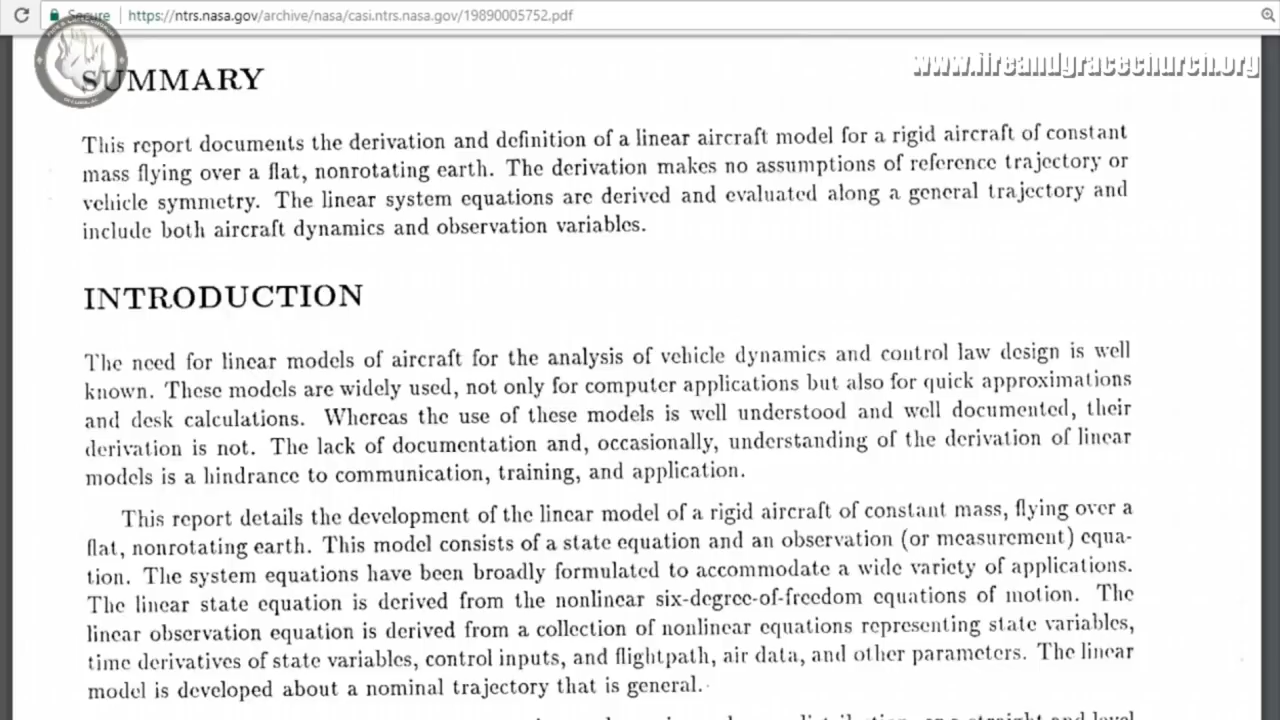 Secure https://ntrs.nasa.gov/archive/nasa/casi.ntrs.nasa.gov/19890005752.pdf
www.fireandgracechurch.org
SUMMARY
This report documents the derivation and definition of a linear aircraft model for a rigid aircraft of constant
mass flying over a flat, nonrotating earth. The derivation makes no assumptions of reference trajectory or
vehicle symmetry. The linear system equations are derived and evaluated along a general trajectory and
include both aircraft dynamics and observation variables.
INTRODUCTION
The need for linear models of aircraft for the analysis of vehicle dynamics and control law design is well
known. These models are widely used, not only for computer applications but also for quick approximations
and desk calculations. Whereas the use of these models is well understood and well documented, their
derivation is not. The lack of documentation and, occasionally, understanding of the derivation of linear
models is a hindrance to communication, training, and application.
This report details the development of the linear model of a rigid aircraft of constant mass, flying over a
flat, nonrotating earth. This model consists of a state equation and an observation (or measurement) equa-
tion. The system equations have been broadly formulated to accommodate a wide variety of applications.
The linear state equation is derived from the nonlinear six-degree-of-freedom equations of motion. The
linear observation equation is derived from a collection of nonlinear equations representing state variables,
time derivatives of state variables, control inputs, and flightpath, air data, and other parameters. The linear
model is developed about a nominal trajectory that is general.
straight and level